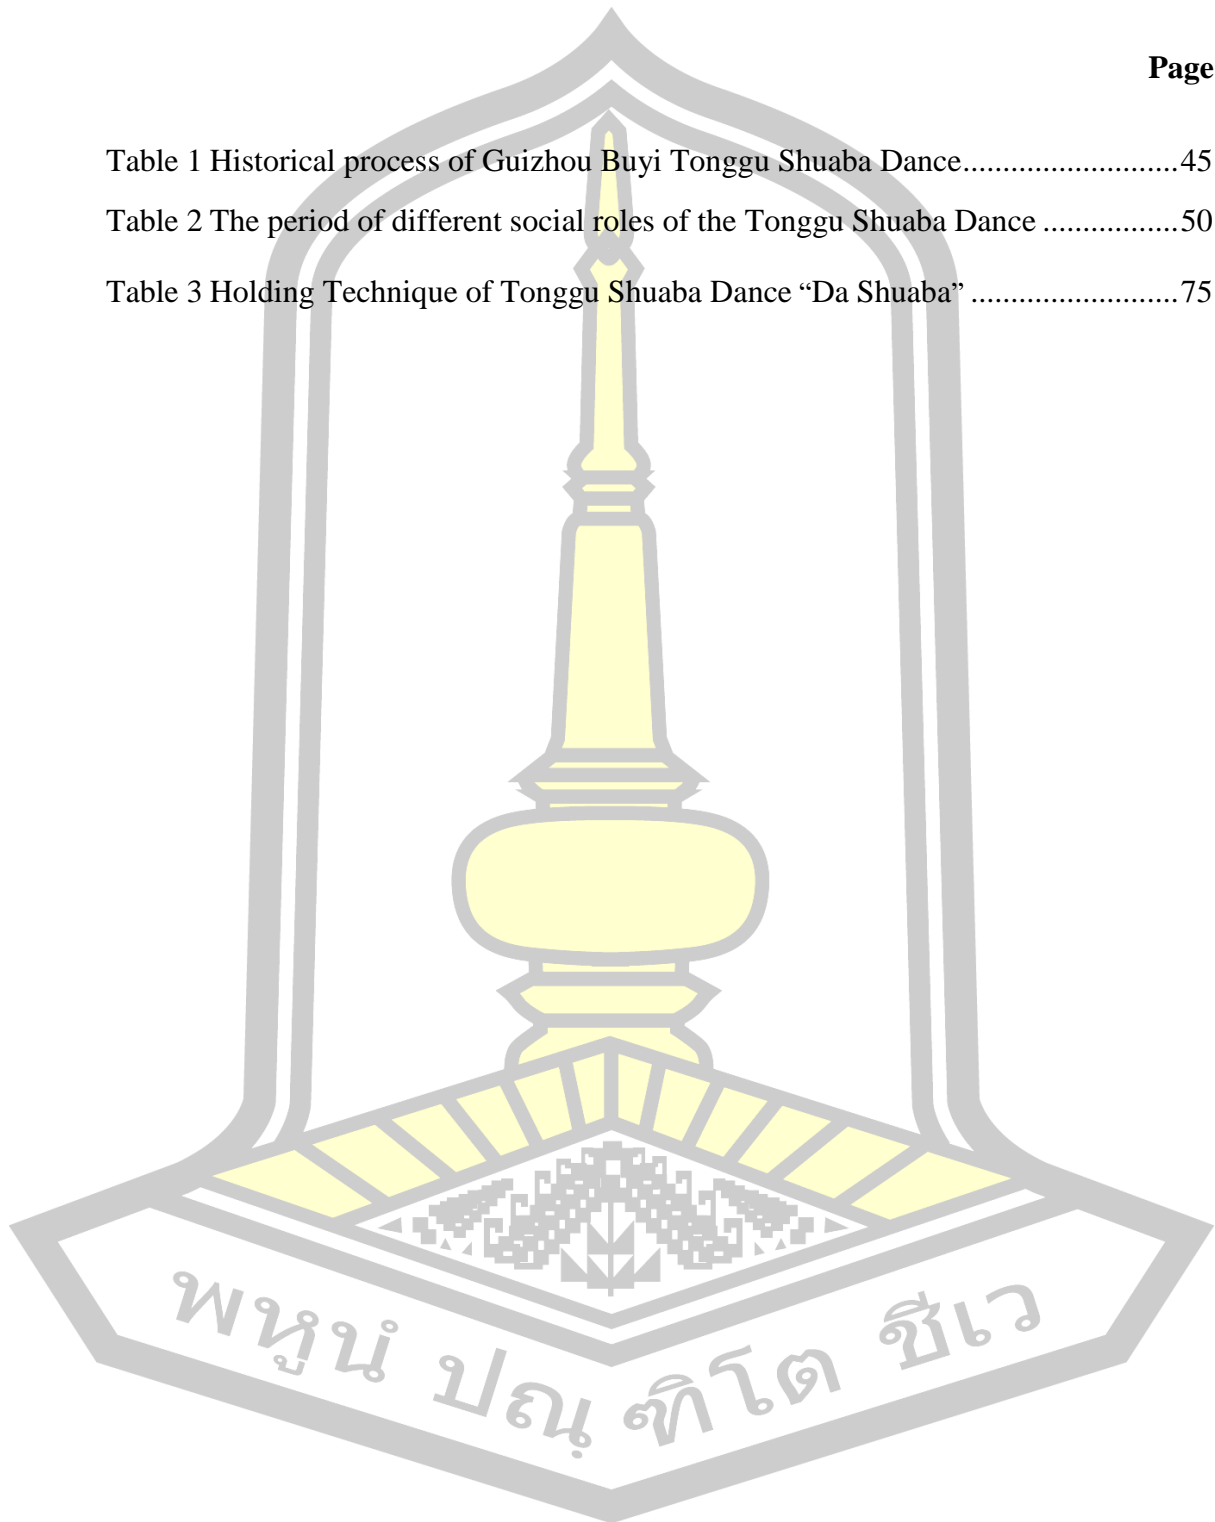 Page
Table 1 Historical process of Guizhou Buyi Tonggu Shuaba Dance...........................45
Table 2 The period of different social roles of the Tonggu Shuaba Dance .................50
Table 3 Holding Technique of Tonggu Shuaba Dance “Da Shuaba” ..........................75
พหูนํ ปณฺฑิโต ชีเว